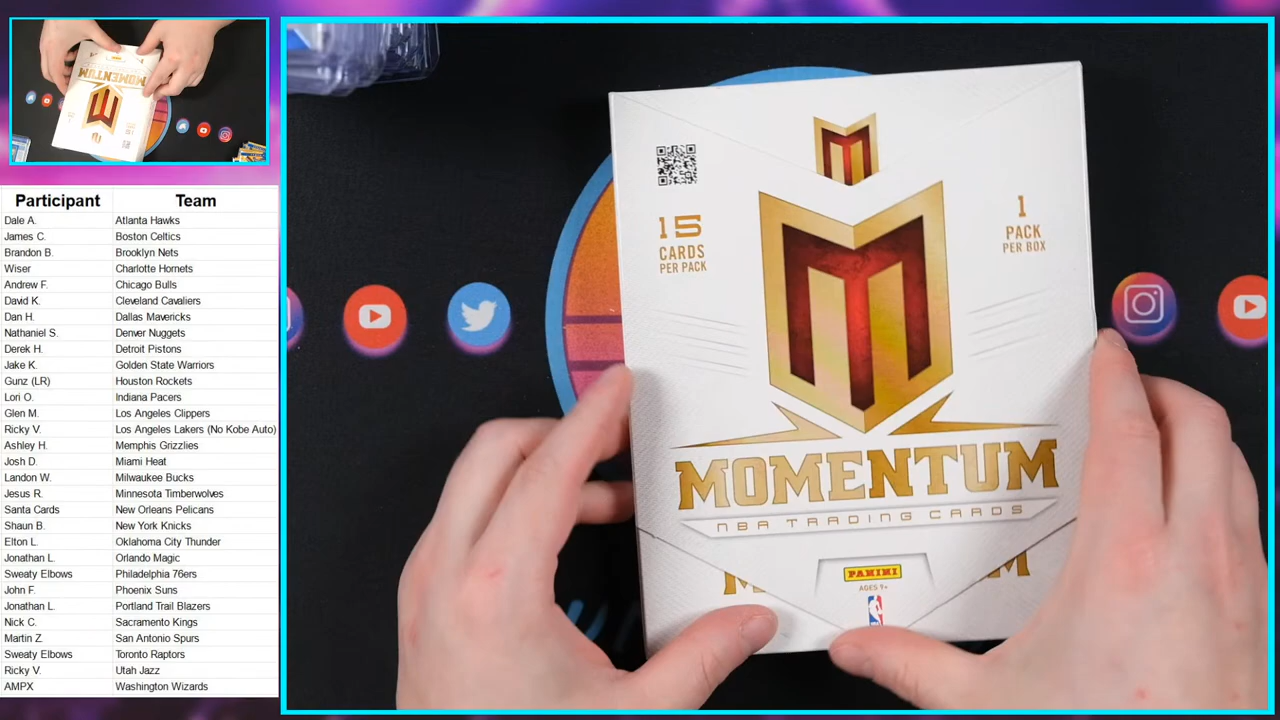 Participant Team
Dale A. Atlanta Hawks
James C. Boston Celtics
Brandon B. Brooklyn Nets
Wiser Charlotte Hornets
Andrew F. Chicago Bulls
David K. Cleveland Cavaliers
Dan H. Dallas Mavericks
Nathaniel S. Denver Nuggets
Derek H. Detroit Pistons
Jake K. Golden State Warriors
Gunz (LR) Houston Rockets
Lori O. Indiana Pacers
Glen M. Los Angeles Clippers
Ricky V. Los Angeles Lakers (No Kobe Auto)
Ashley H. Memphis Grizzlies
Josh D. Miami Heat
Landon W. Milwaukee Bucks
Jesus R. Minnesota Timberwolves
Santa Cards New Orleans Pelicans
Shaun B. New York Knicks
Elton L. Oklahoma City Thunder
Jonathan L. Orlando Magic
Sweaty Elbows Philadelphia 76ers
John F. Phoenix Suns
Jonathan L. Portland Trail Blazers
Nick C. Sacramento Kings
Martin Z. San Antonio Spurs
Sweaty Elbows Toronto Raptors
Ricky V. Utah Jazz
AMPX Washington Wizards
MOMENTUM
15
CARDS
PER PACK
1
PACK
PER BOX
M
MOMENTUM
NBA TRADING CARDS
PANINI
AGES 9+